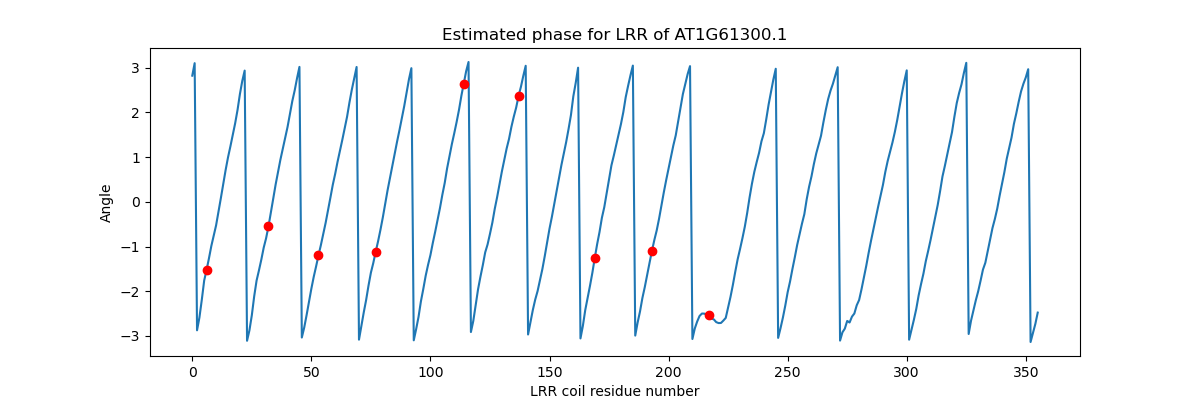 Estimated phase for LRR of AT1G61300.1
3
2
1
0
−1
−2
−3
Angle
0 50 100 150 200 250 300 350
LRR coil residue number